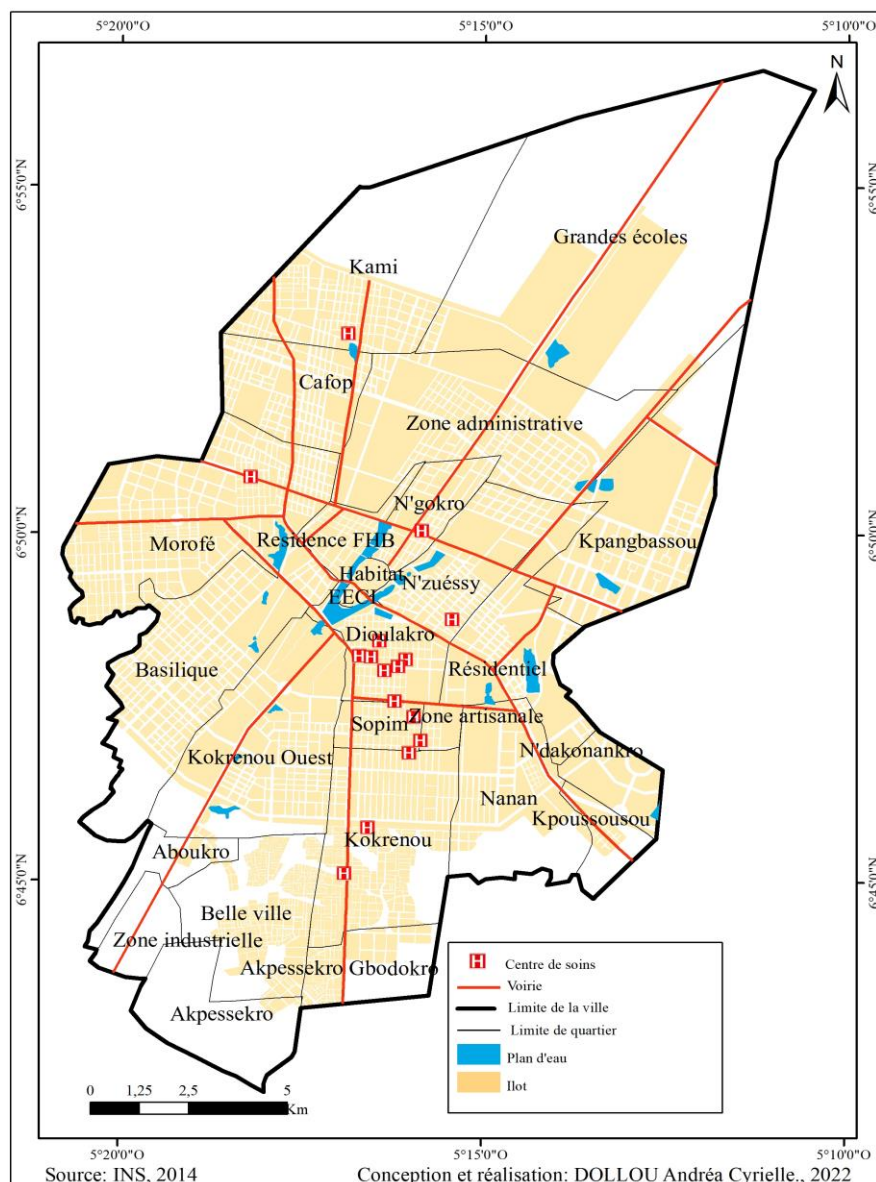 5°20'0"O 5°15'0"O 5°10'0"O
N
6°55'0"N 6°55'0"N
Grandes écoles
Kami
Cafop
Zone administrative
N'gokro
6°50'0"N 6°50'0"N
Morofé
Residence FHB
Kpangbassou
Habitat
N'zuéssy
EECI
Dioulakro
Basilique
Résidentiel
Sopim
Zone artisanale
Kokrenou Ouest
N'dakonankro
Nanan
Kpoussousou
Kokrenou
Aboukro
6°45'0"N 6°45'0"N
Belle ville
Zone industrielle
Akpessekro
Gbodokro
Akpessekro
H Centre de soins
Voirie
Limite de la ville
Limite de quartier
Plan d'eau
Ilot
0 1,25 2,5 5
Km
5°20'0"O 5°15'0"O 5°10'0"O
Source: INS, 2014 Conception et réalisation: DOLLOU Andréa Cyrielle., 2022